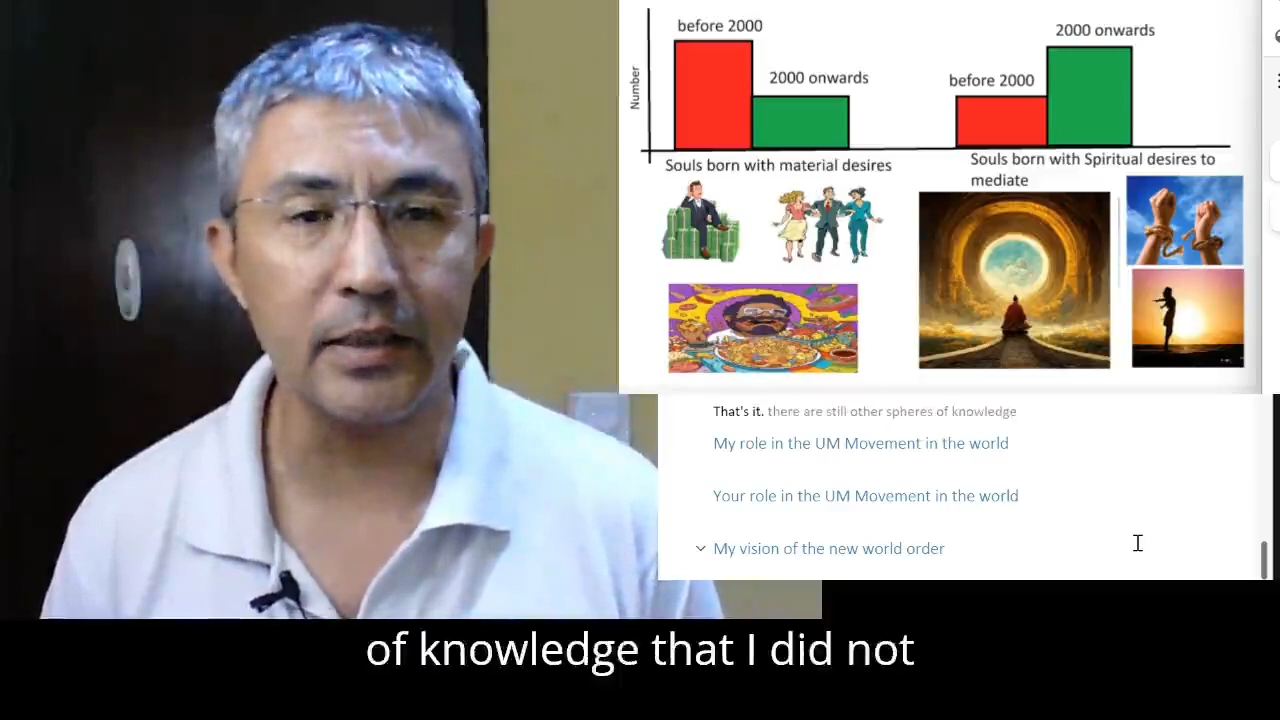 before 2000
2000 onwards
2000 onwards
before 2000
Number
Souls born with material desires
Souls born with Spiritual desires to
mediate
That's it. there are still other spheres of knowledge
My role in the UM Movement in the world
Your role in the UM Movement in the world
My vision of the new world order
of knowledge that I did not